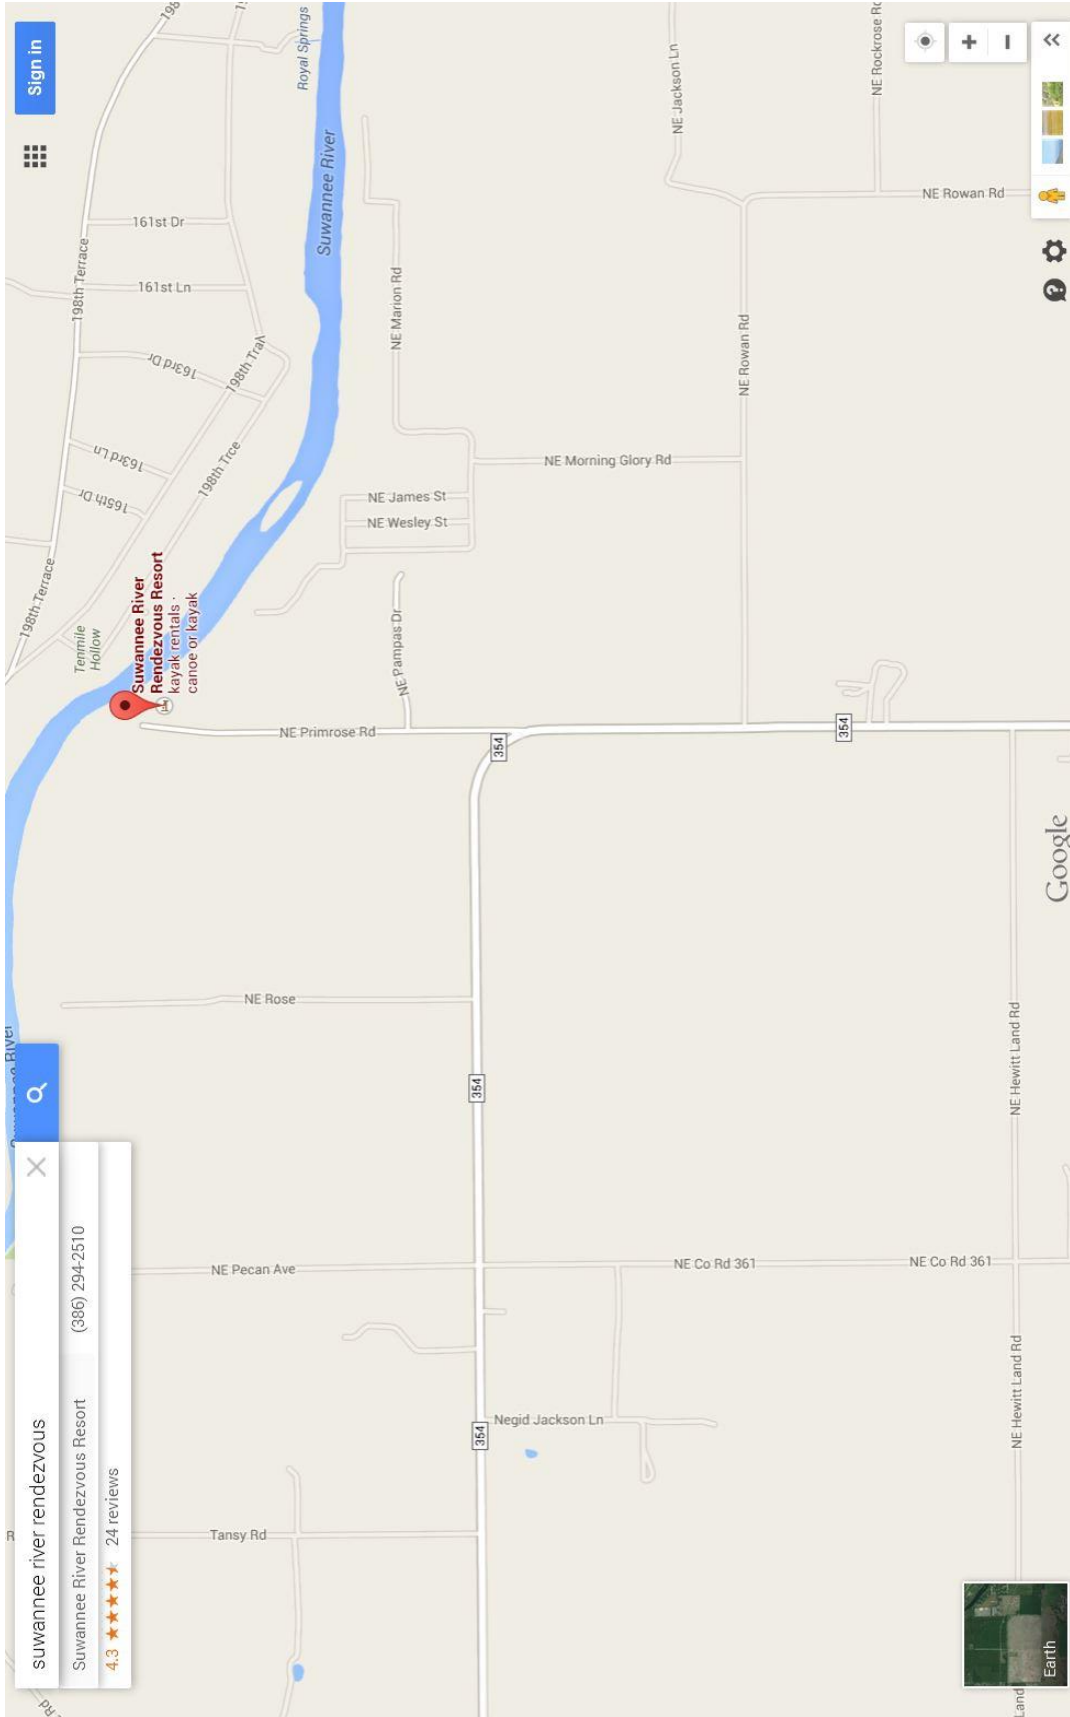 suwannee river rendezvous
Suwannee River Rendezvous Resort
(386) 294-2510
4.3
24 reviews
Sign in
Suwannee River
Rendezvous Resort
kayak rentals ·
canoe or kayak
Tenmile
Hollow
198th Terrace
198th Terrace
165th Dr
163rd Ln
163rd Dr
161st Ln
161st Dr
198th Trce
Royal Springs
Suwannee River
Suwannee River
NE Primrose Rd
NE Pampas Dr
NE Wesley St
NE James St
NE Marion Rd
NE Morning Glory Rd
NE Rowan Rd
NE Rowan Rd
NE Jackson Ln
NE Rockrose Rd
354
354
354
354
NE Rose
NE Pecan Ave
Tansy Rd
Negid Jackson Ln
NE Co Rd 361
NE Co Rd 361
NE Hewitt Land Rd
NE Hewitt Land Rd
Land
Rd
Earth
Google